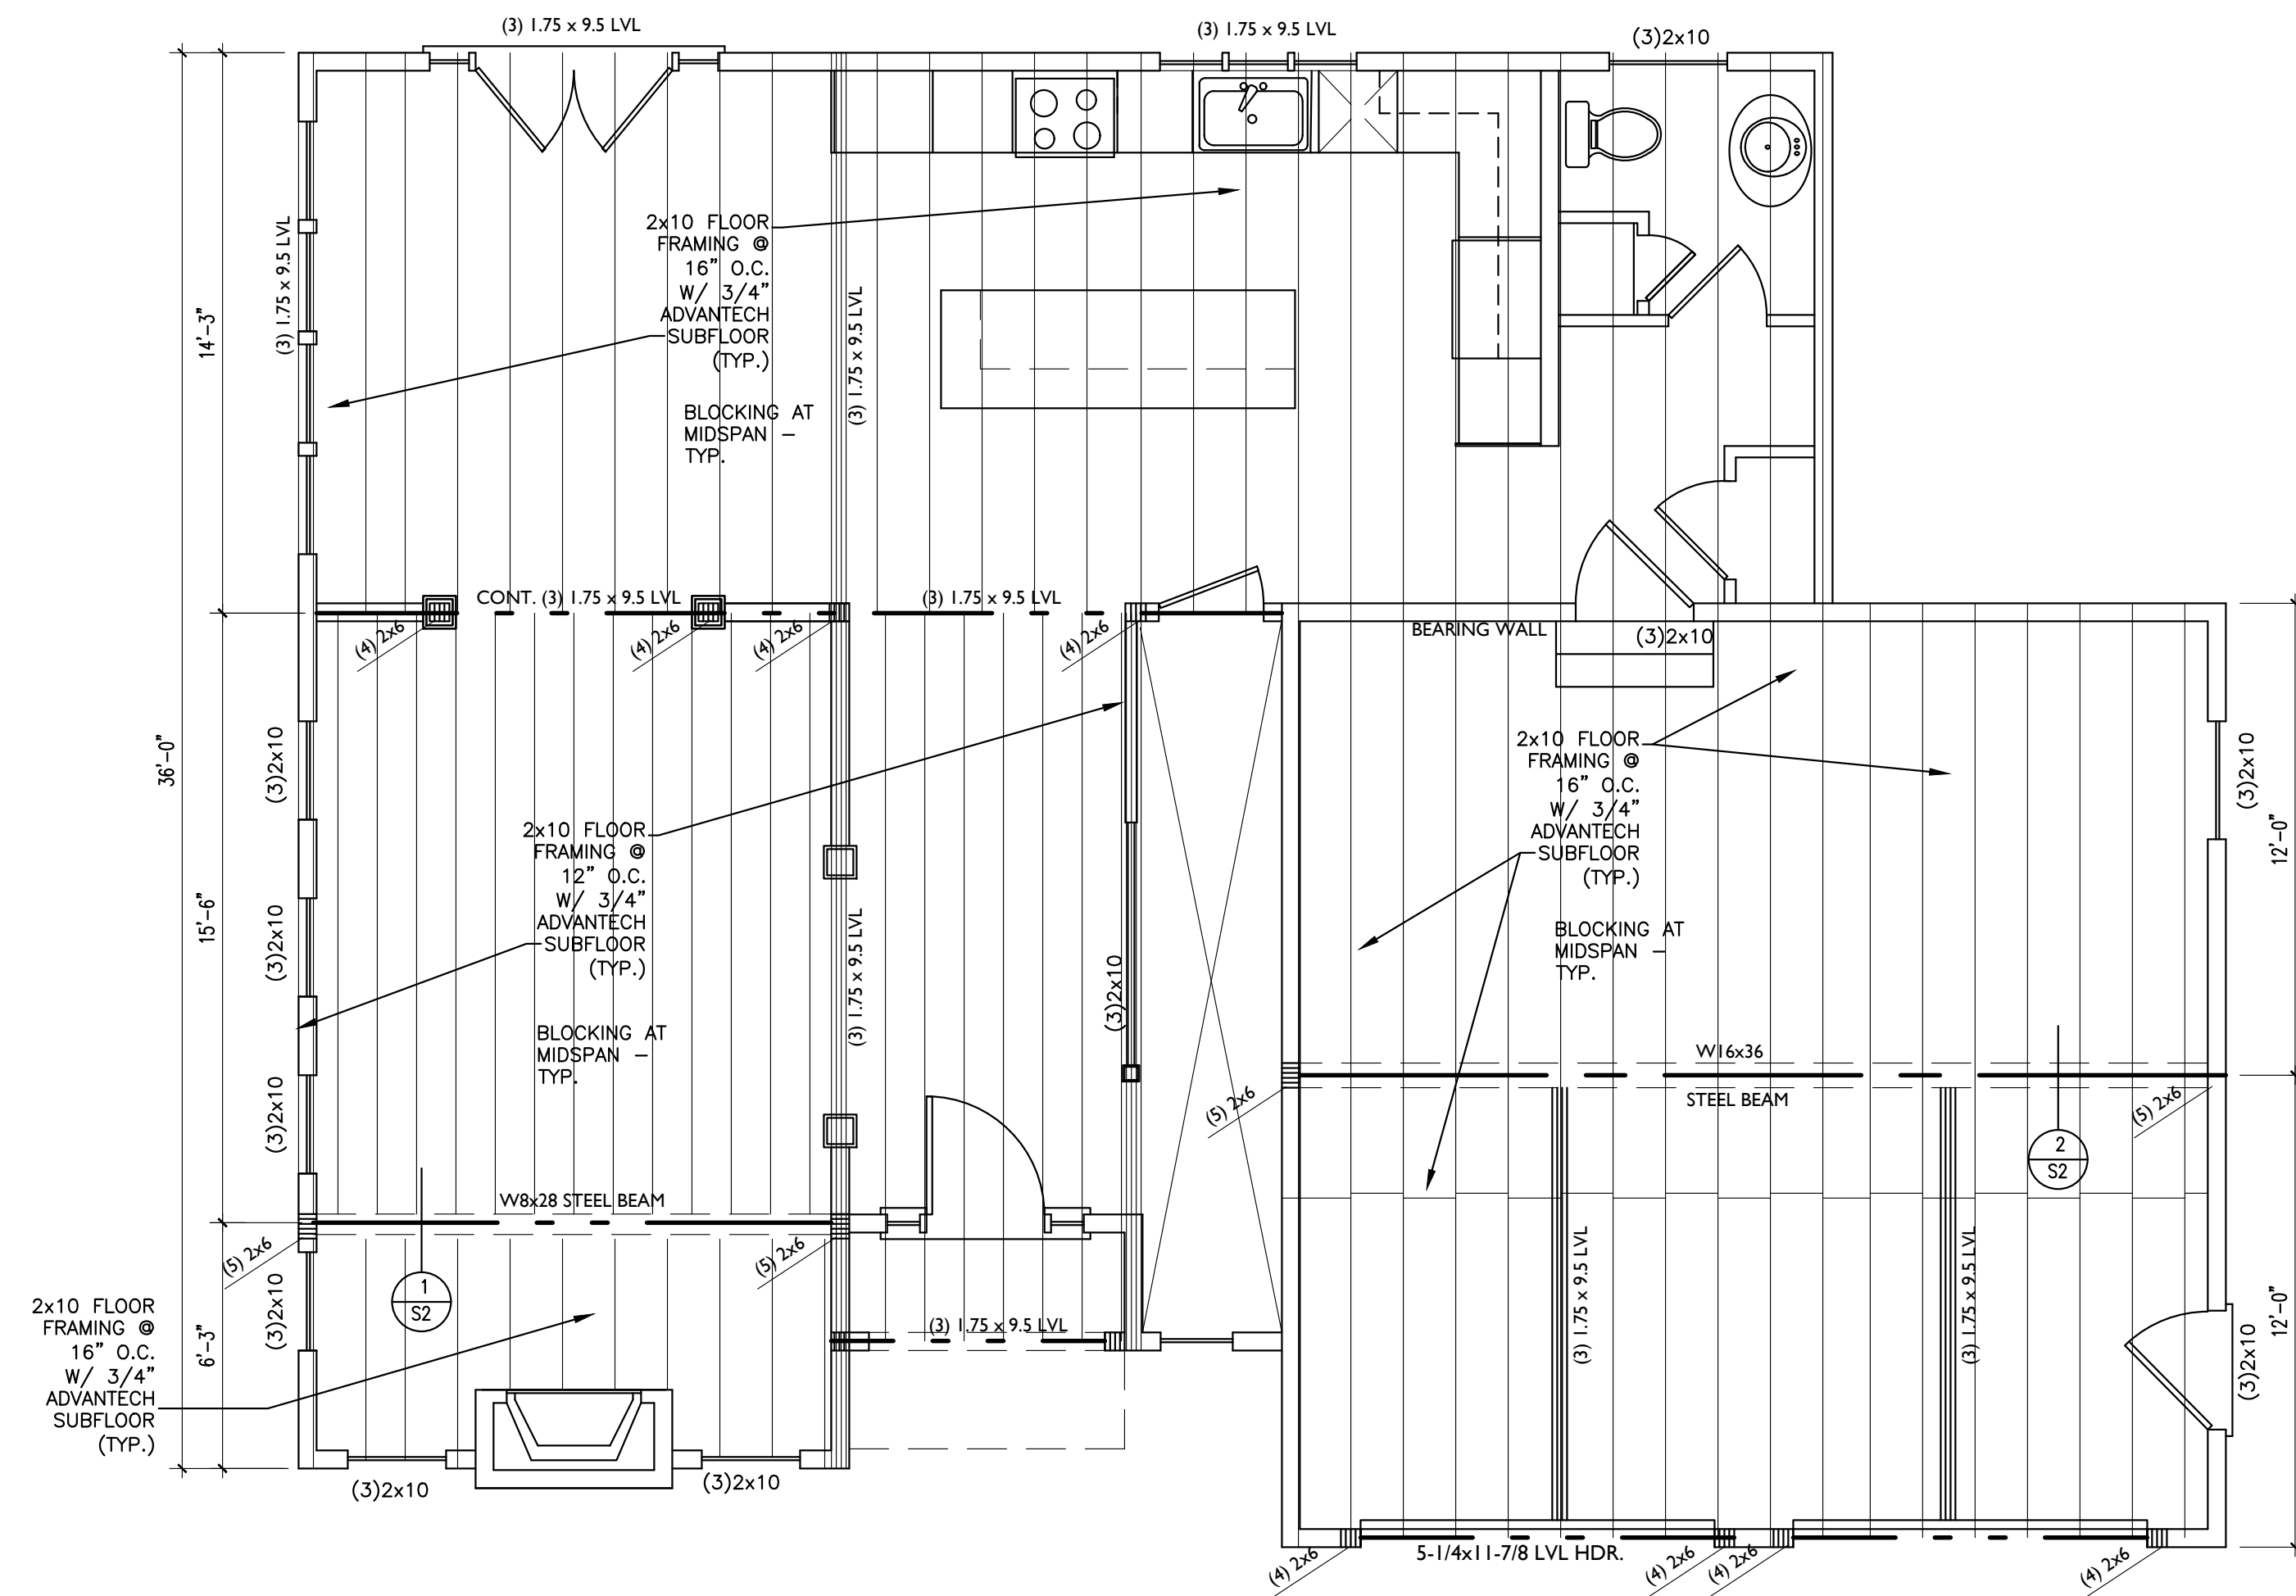 (3) 1.75 x 9.5 LVL
(3) 1.75 x 9.5 LVL
(3)2x10
2x10 FLOOR
FRAMING @
16" O.C.
W/ 3/4"
ADVANTECH
SUBFLOOR
(TYP.)
BLOCKING AT
MIDSPAN -
TYP.
(3) 1.75 x 9.5 LVL
(3) 1.75 x 9.5 LVL
14'-3"
36'-0"
15'-6"
6'-3"
CONT. (3) 1.75 x 9.5 LVL
(3) 1.75 x 9.5 LVL
(4) 2x6
(4) 2x6
(4) 2x6
(4) 2x6
BEARING WALL
(3)2x10
(3)2x10
(3)2x10
(3)2x10
(3)2x10
2x10 FLOOR
FRAMING @
12" O.C.
W/ 3/4"
ADVANTECH
SUBFLOOR
(TYP.)
BLOCKING AT
MIDSPAN -
TYP.
(3) 1.75 x 9.5 LVL
(3)2x10
2x10 FLOOR
FRAMING @
16" O.C.
W/ 3/4"
ADVANTECH
SUBFLOOR
(TYP.)
BLOCKING AT
MIDSPAN -
TYP.
(3)2x10
12'-0"
W16x36
STEEL BEAM
(5) 2x6
(5) 2x6
2
S2
W8x28 STEEL BEAM
(5) 2x6
(5) 2x6
1
S2
2x10 FLOOR
FRAMING @
16" O.C.
W/ 3/4"
ADVANTECH
SUBFLOOR
(TYP.)
(3) 1.75 x 9.5 LVL
(3) 1.75 x 9.5 LVL
(3) 1.75 x 9.5 LVL
(3)2x10
12'-0"
(3)2x10
(3)2x10
5-1/4x11-7/8 LVL HDR.
(4) 2x6
(4) 2x6
(4) 2x6
(4) 2x6